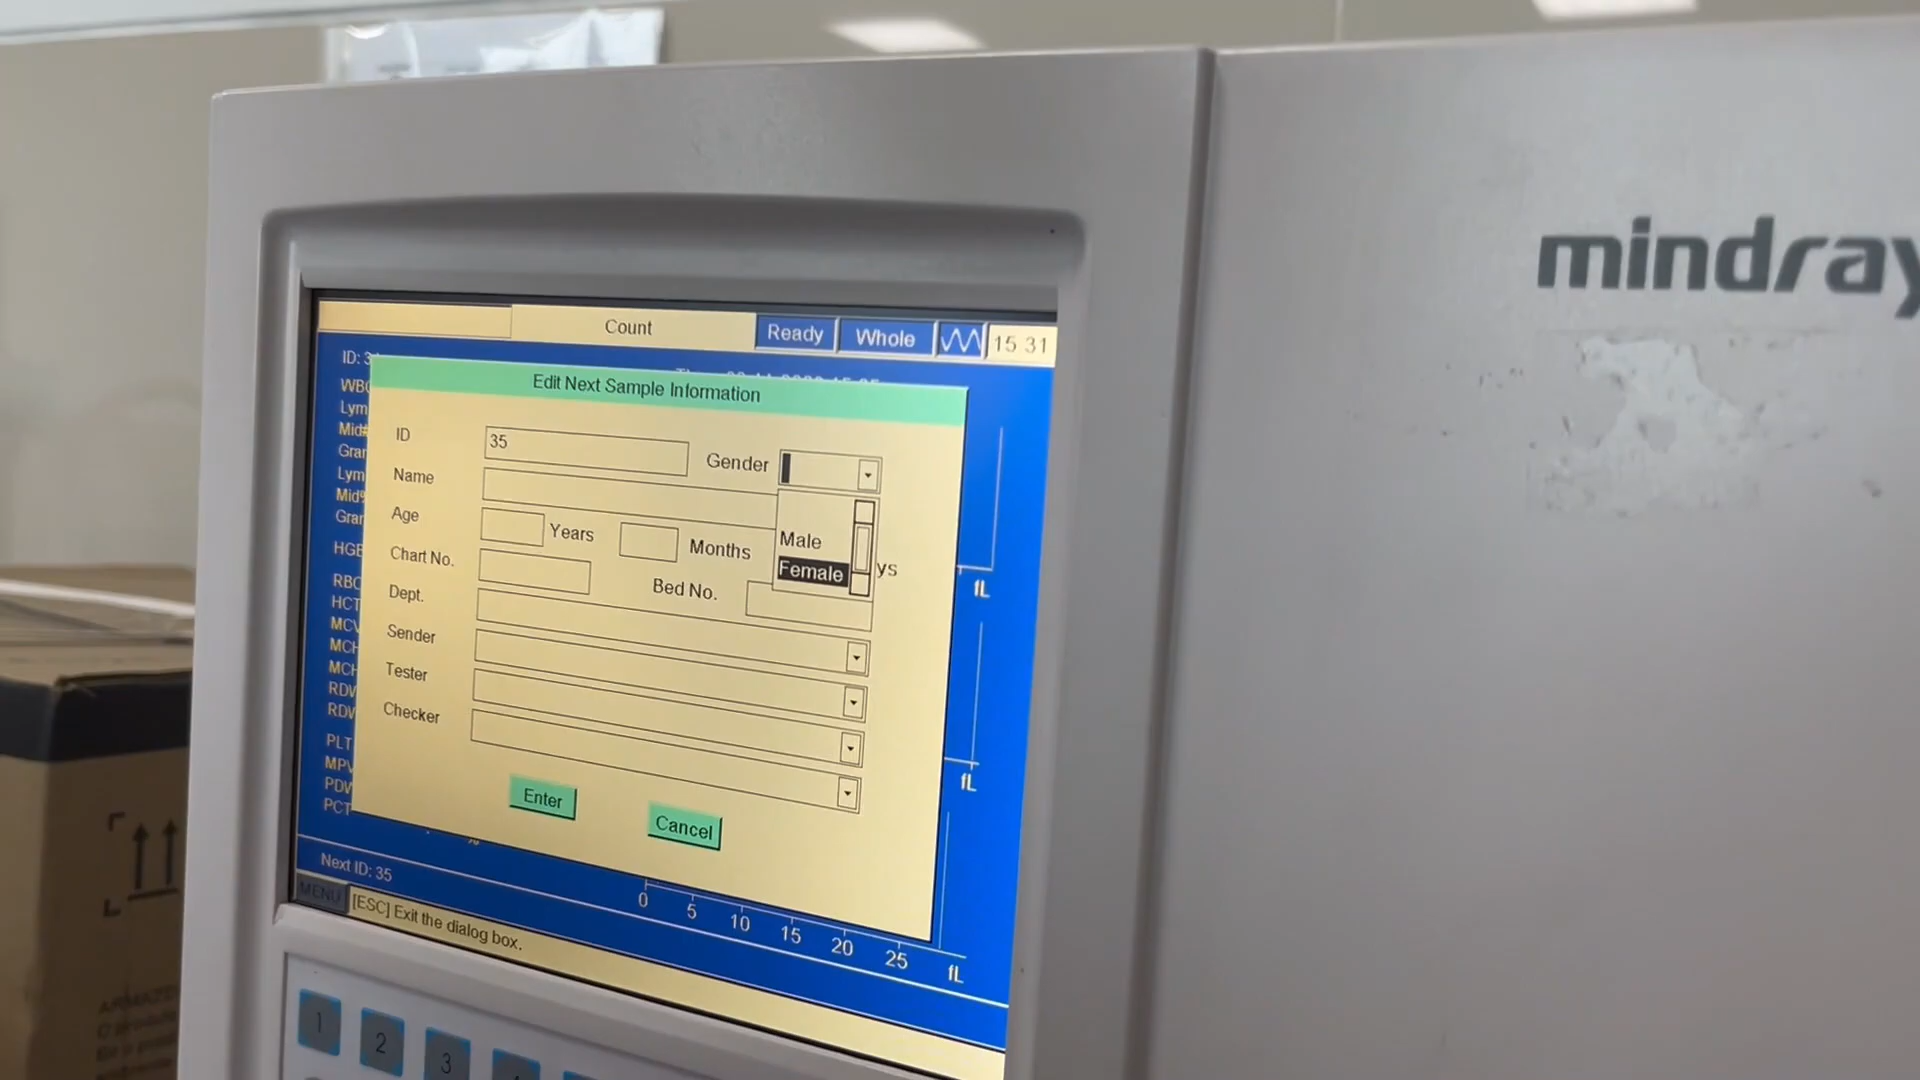 mindray
Count
Ready
Whole
15 31
ID: 3
Edit Next Sample Information
WBC
Lym
Mid#
Gran
Lym
Mid%
Gran
HGB
RBC
HCT
MCV
MCH
MCH
RDW
RDW
PLT
MPV
PDW
PCT
ID 35
Gender
Name
Male
Female
Age
Years
Months
ys
Chart No.
Bed No.
Dept.
Sender
Tester
Checker
Enter
Cancel
fL
fL
Next ID: 35
0 5 10 15 20 25 fL
MENU
[ESC] Exit the dialog box.
1 2 3